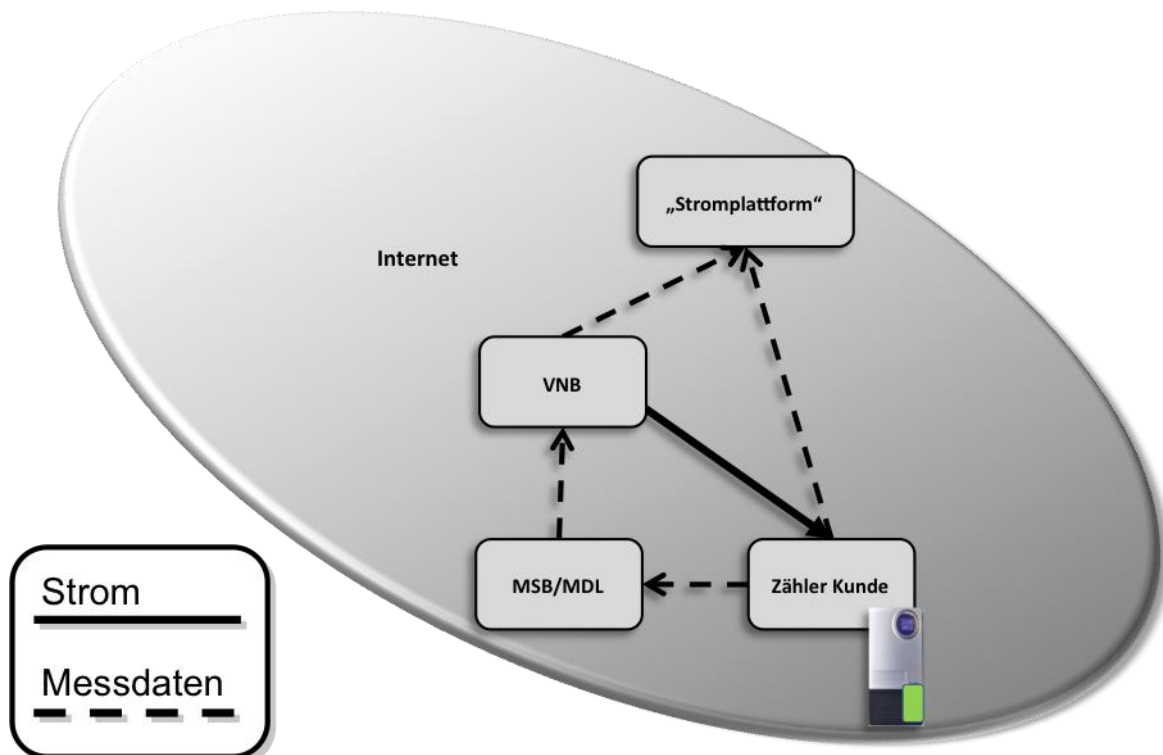 „Stromplattform“
Internet
VNB
MSB/MDL
Zähler Kunde
Strom
Messdaten